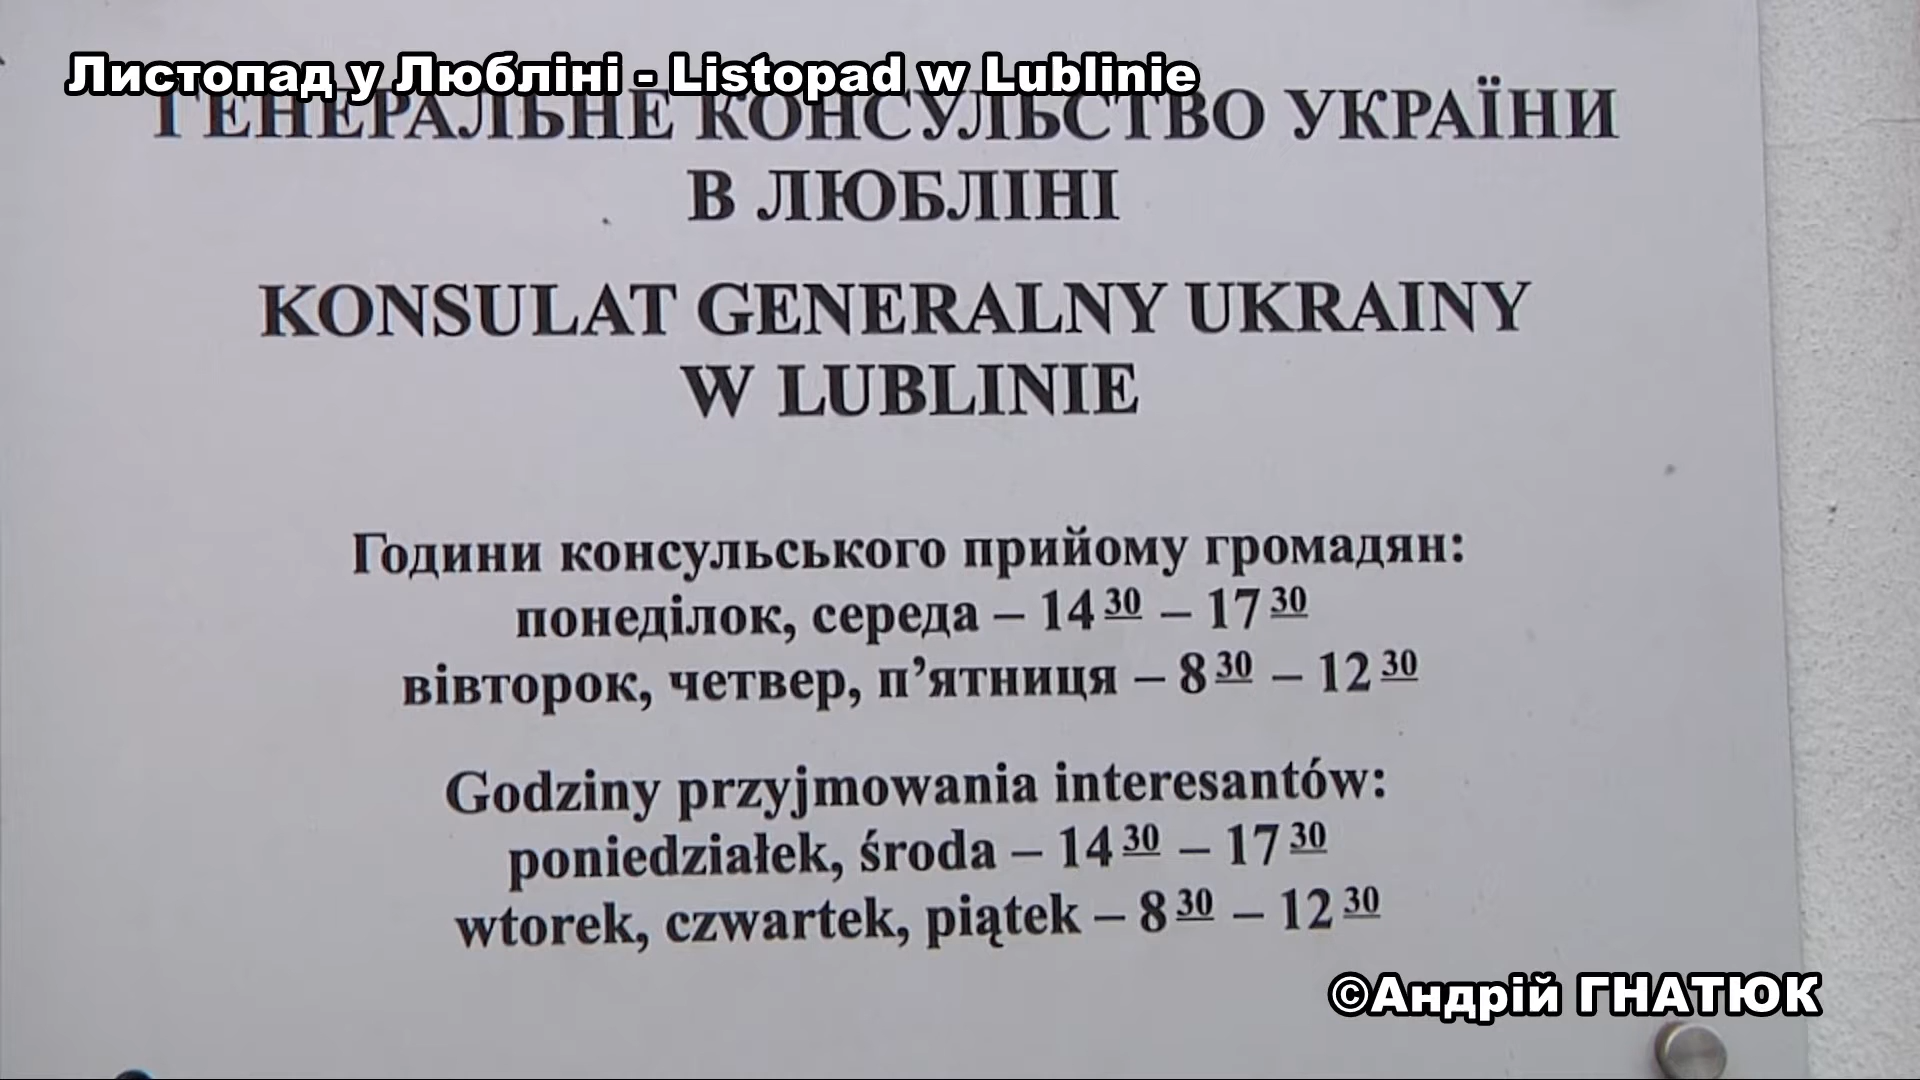 Листопад у Любліні - Listopad w Lublinie
ГЕНЕРАЛЬНЕ КОНСУЛЬСТВО УКРАЇНИ
В ЛЮБЛІНІ
KONSULAT GENERALNY UKRAINY
W LUBLINIE
Години консульського прийому громадян:
понеділок, середа – 14 30 – 17 30
вівторок, четвер, п’ятниця – 8 30 – 12 30
Godziny przyjmowania interesantów:
poniedziałek, środa – 14 30 – 17 30
wtorek, czwartek, piątek – 8 30 – 12 30
©Андрій ГНАТЮК